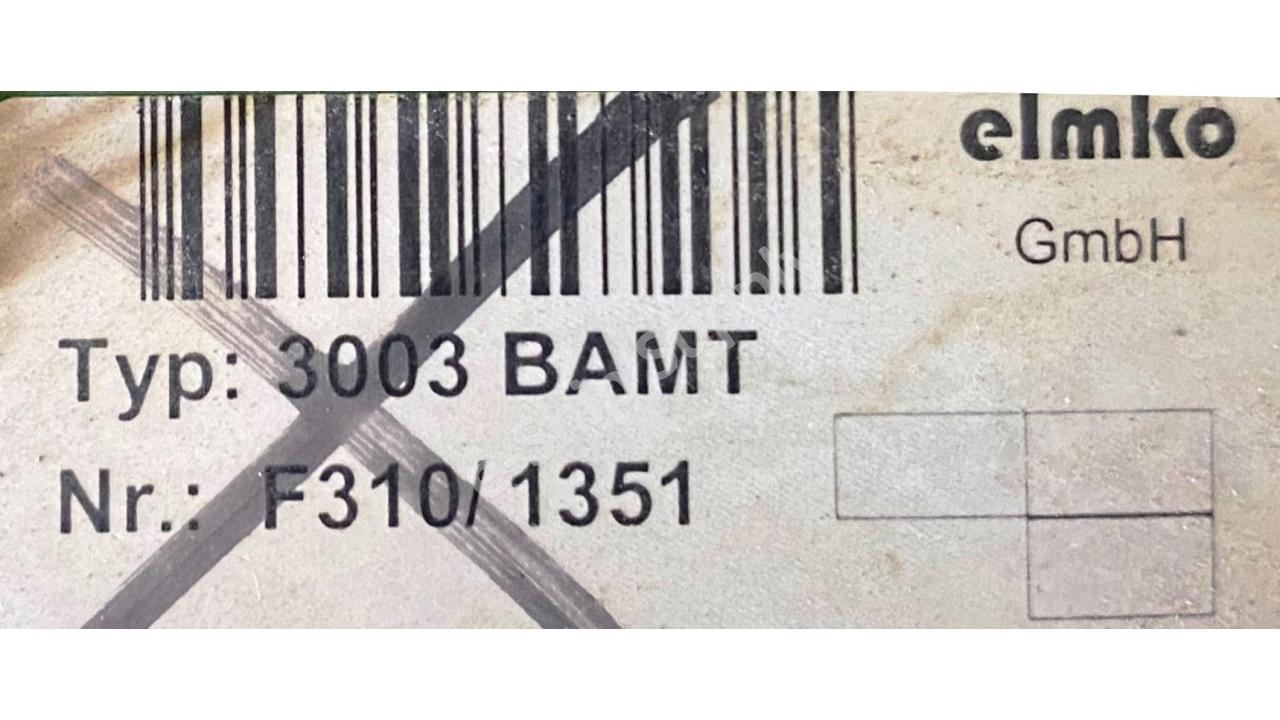 elmko
GmbH
Typ: 3003 BAMT
Nr.: F310/ 1351